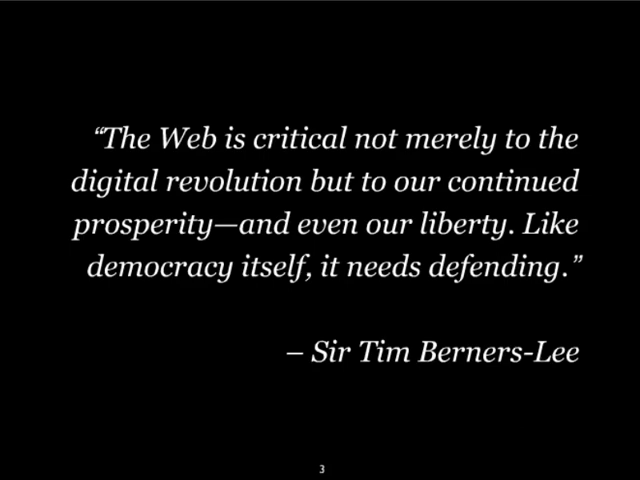 “The Web is critical not merely to the
digital revolution but to our continued
prosperity—and even our liberty. Like
democracy itself, it needs defending.”
– Sir Tim Berners-Lee
3